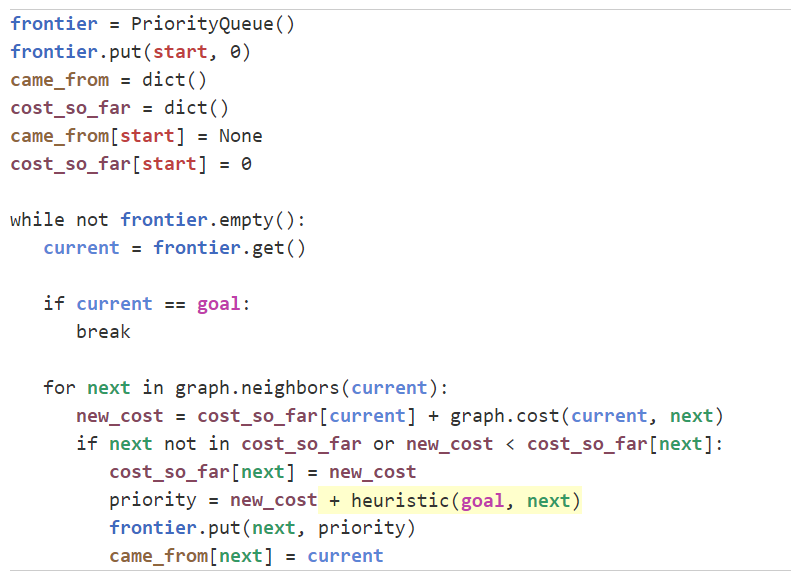 frontier = PriorityQueue()
frontier.put(start, 0)
came_from = dict()
cost_so_far = dict()
came_from[start] = None
cost_so_far[start] = 0

while not frontier.empty():
   current = frontier.get()

   if current == goal:
      break

   for next in graph.neighbors(current):
      new_cost = cost_so_far[current] + graph.cost(current, next)
      if next not in cost_so_far or new_cost < cost_so_far[next]:
         cost_so_far[next] = new_cost
         priority = new_cost + heuristic(goal, next)
         frontier.put(next, priority)
         came_from[next] = current